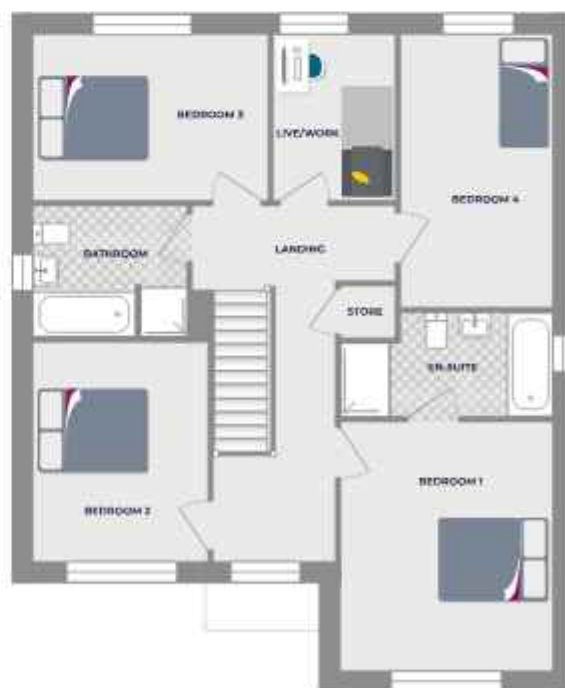 BEDROOM 3
LIVE/WORK
BEDROOM 4
BATHROOM
LANDING
STORE
EN-SUITE
BEDROOM 1
BEDROOM 2